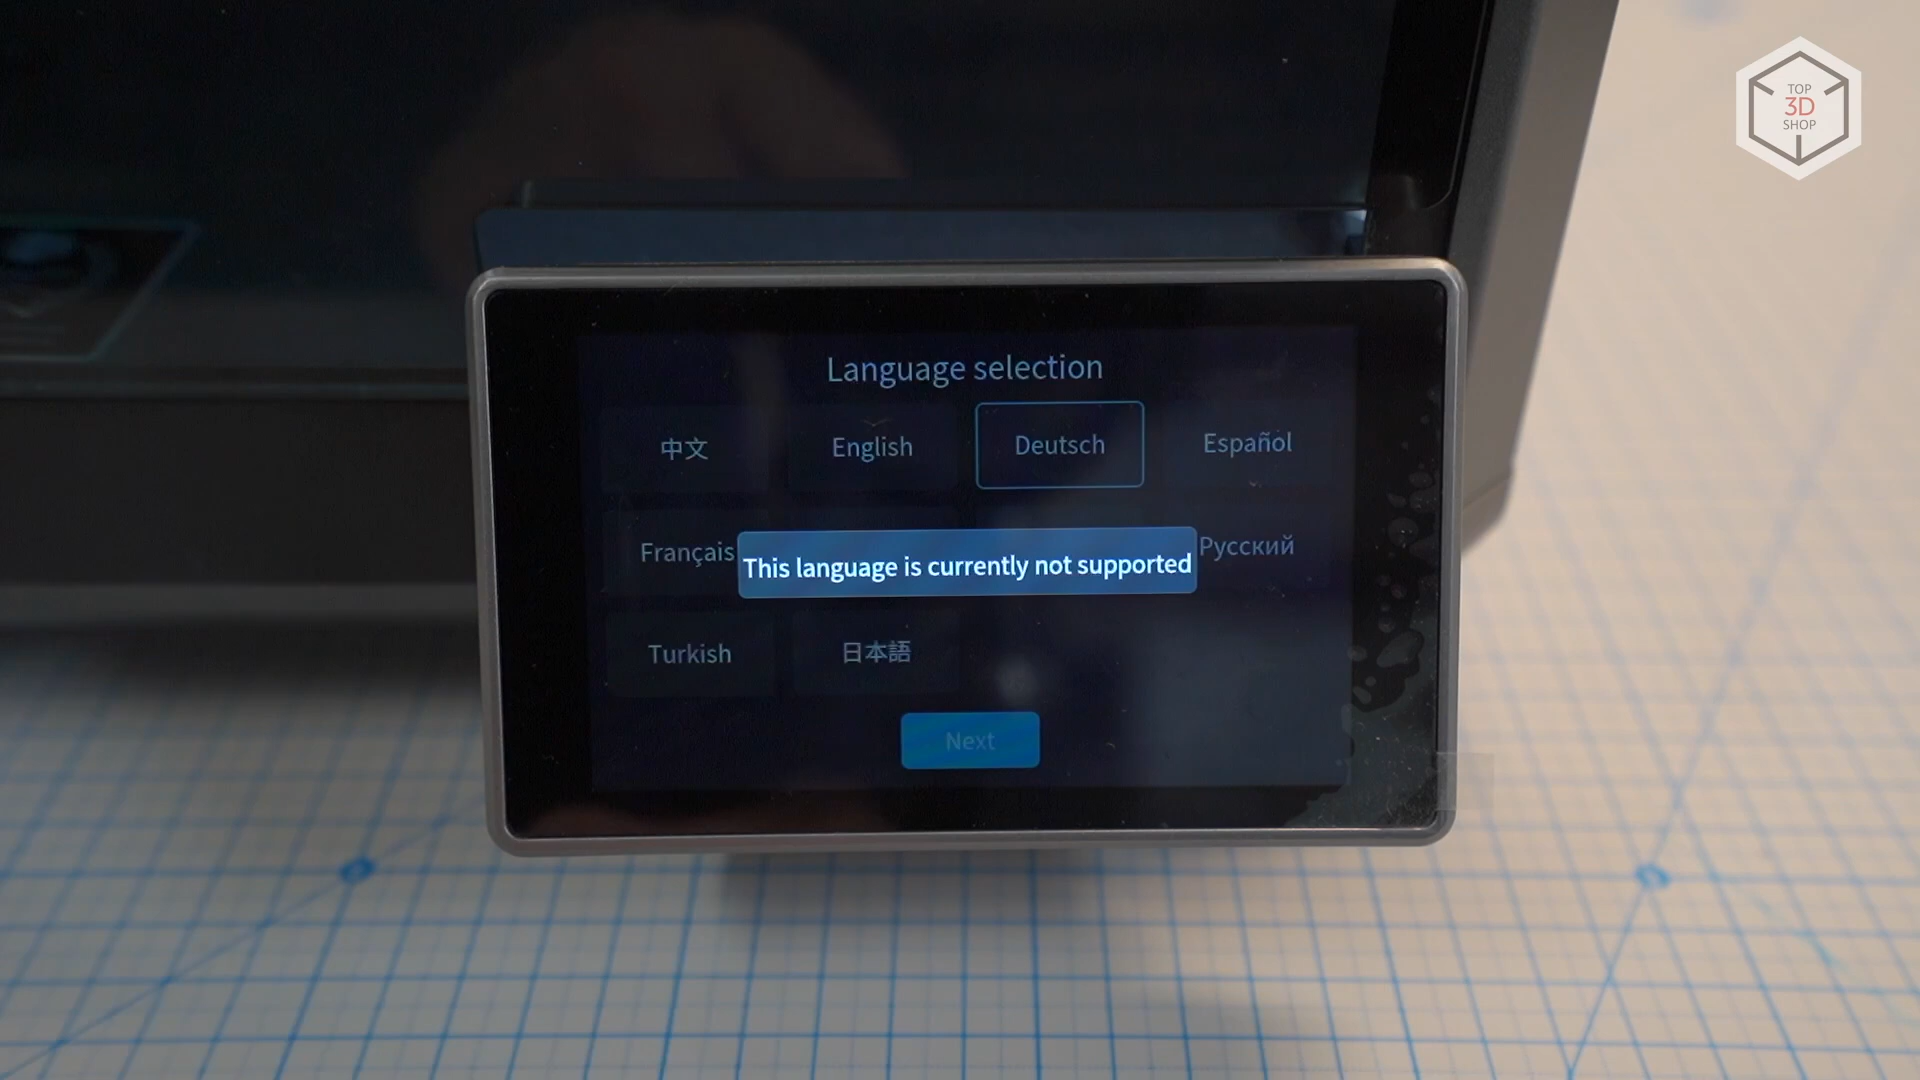 TOP
3D
SHOP
Language selection
中文
English
Deutsch
Español
Français
This language is currently not supported
Русский
Turkish
日本語
Next